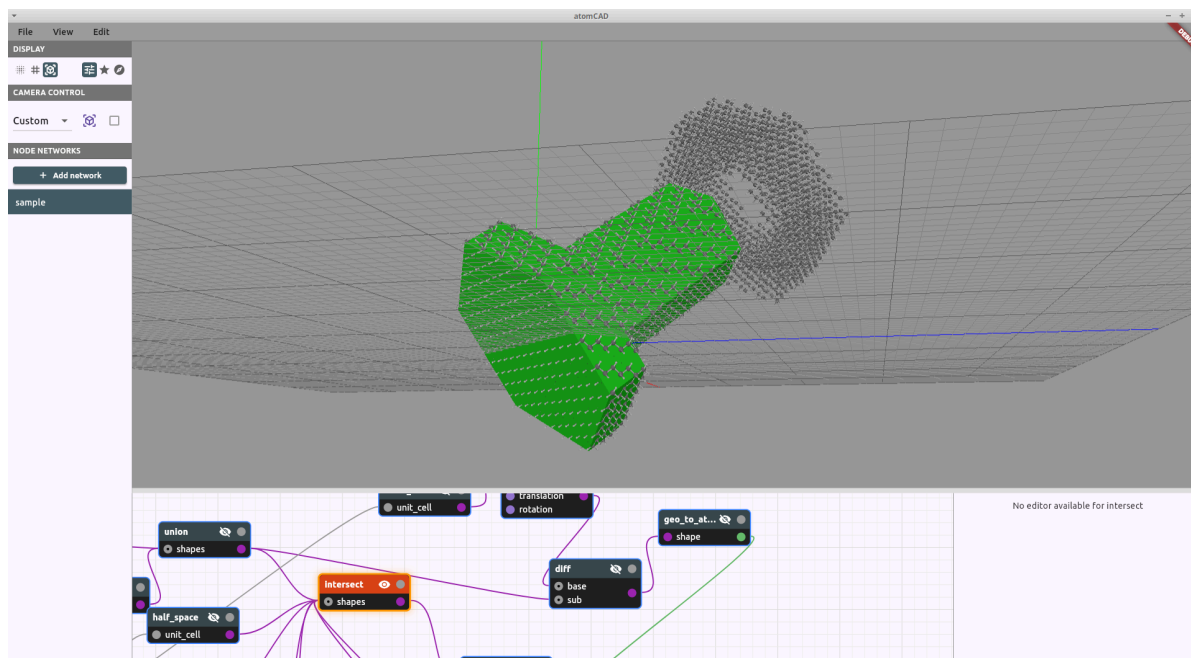 atomCAD
File View Edit
DISPLAY
CAMERA CONTROL
Custom
NODE NETWORKS
+ Add network
sample
unit_cell
translation
rotation
union
shapes
geo_to_at...
shape
diff
base
sub
intersect
shapes
half_space
unit_cell
No editor available for intersect